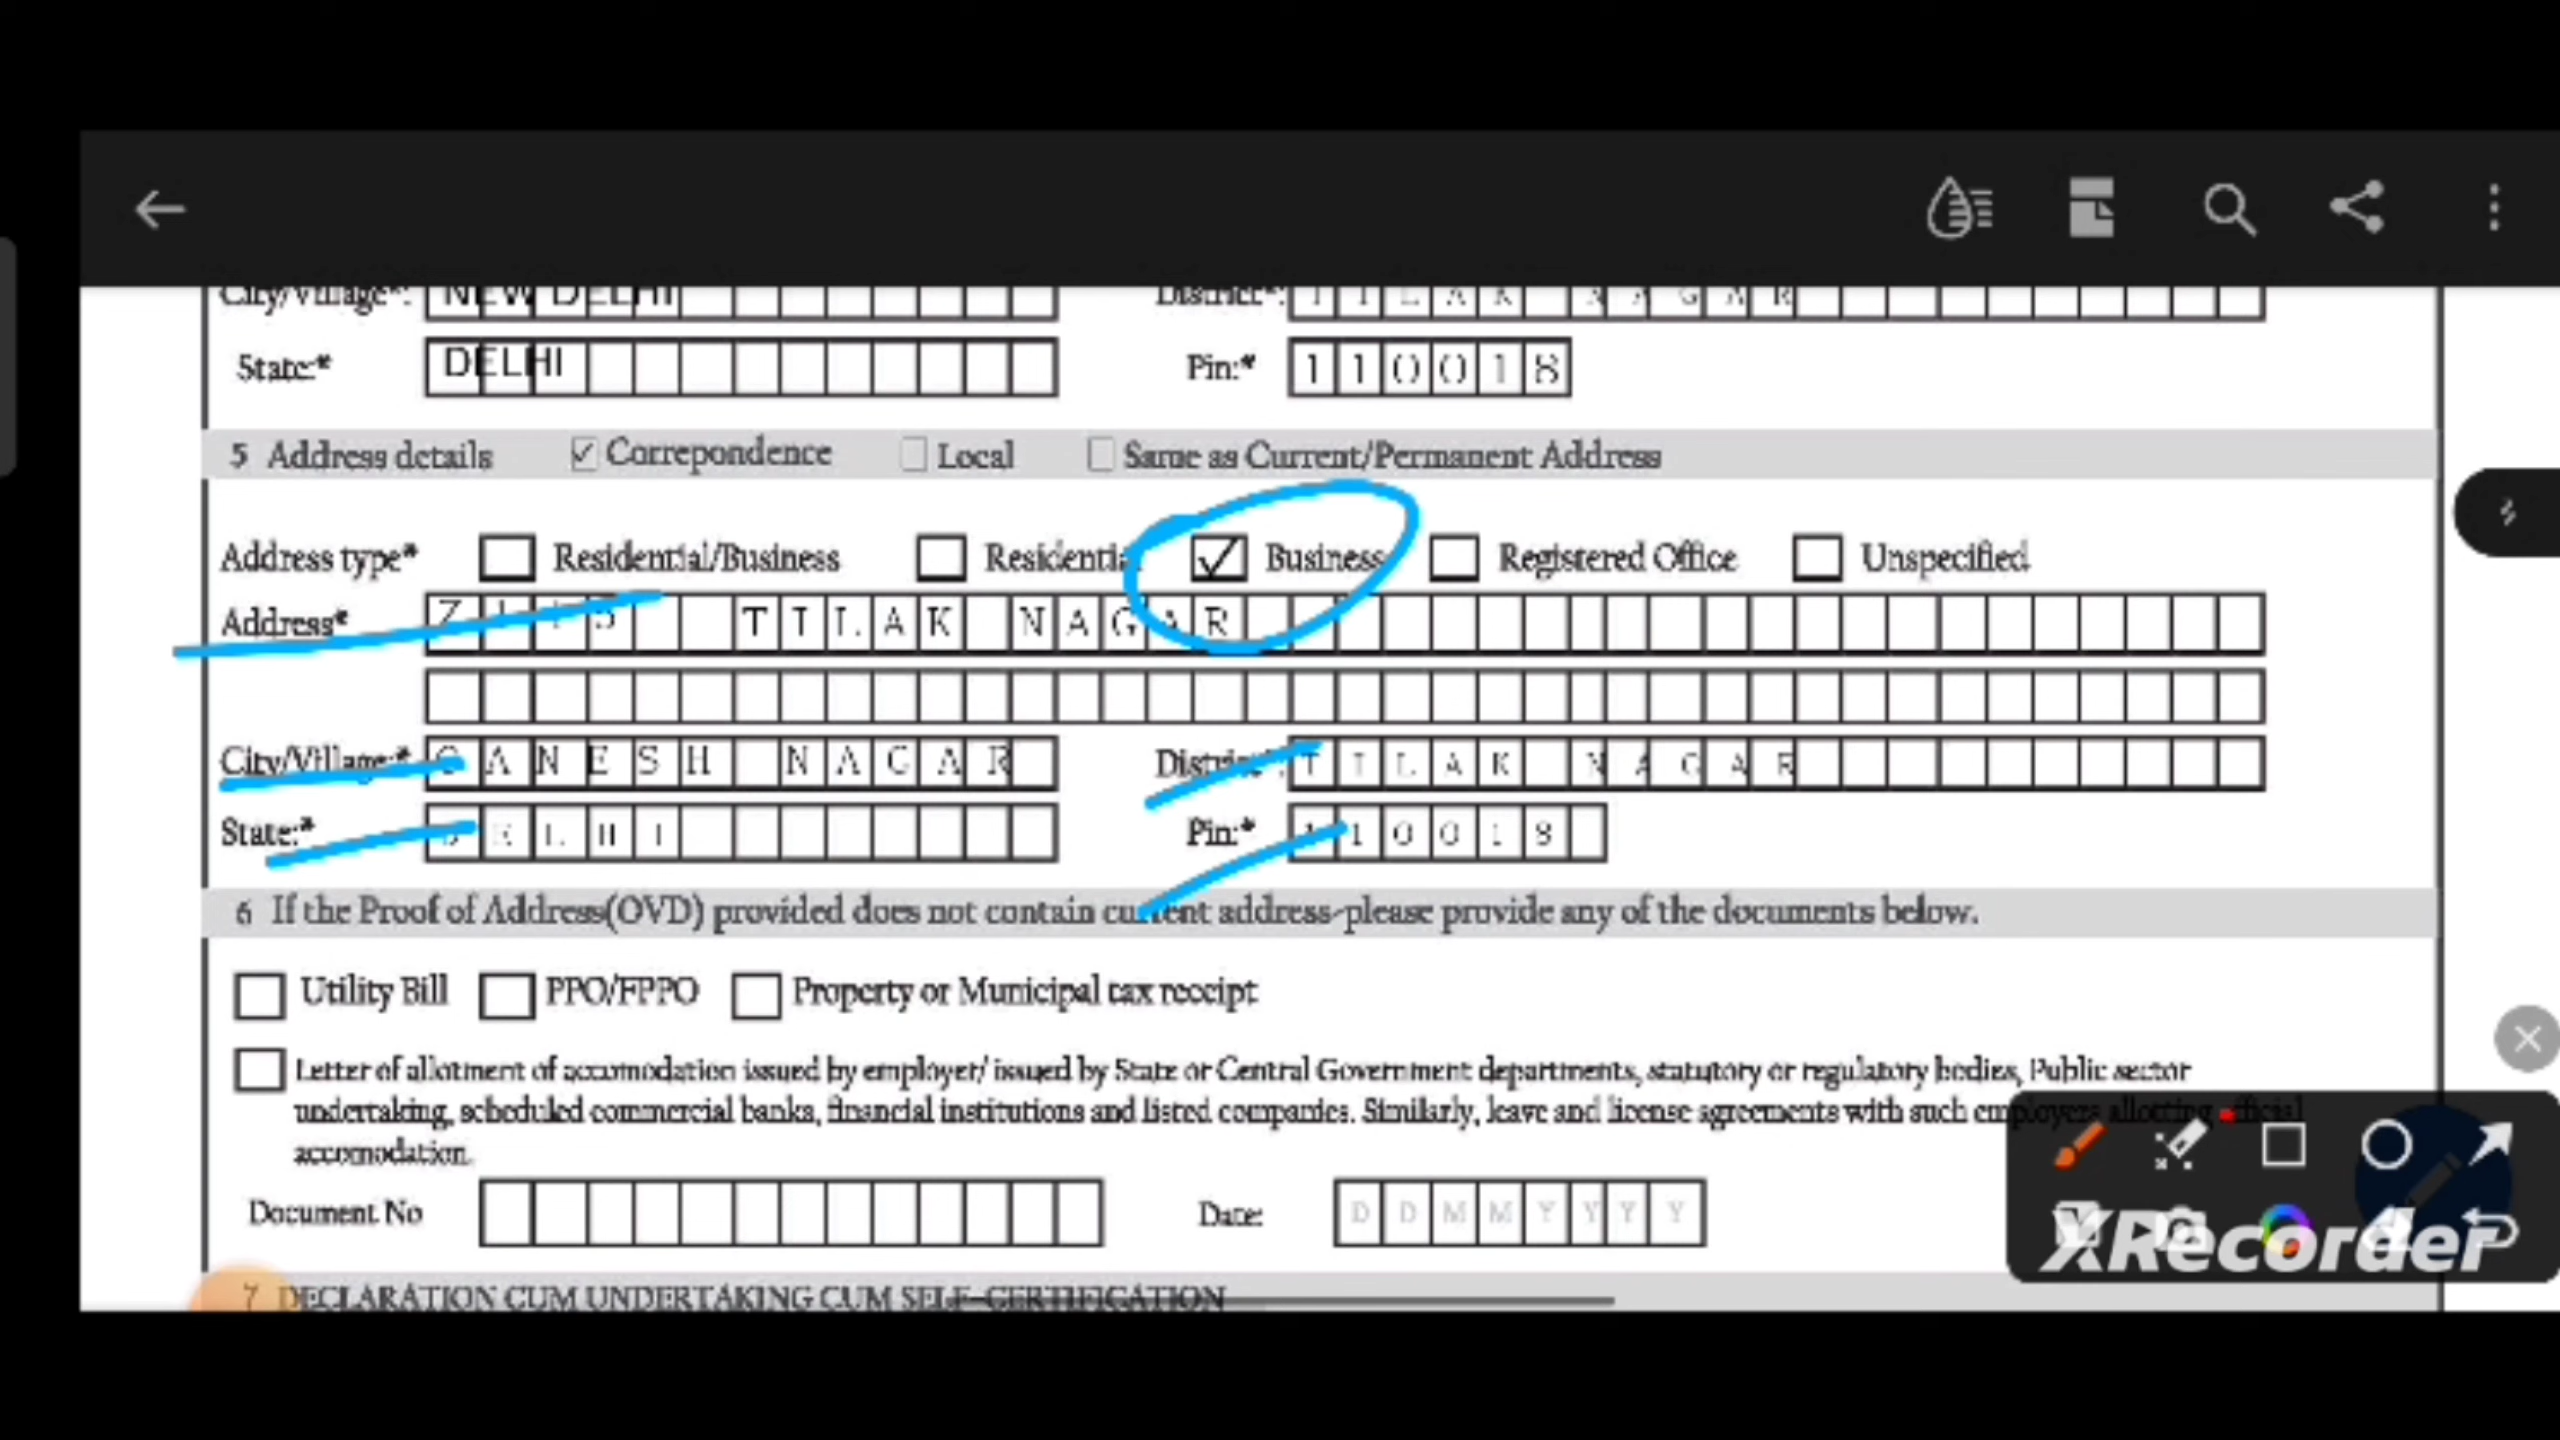 City/Village*: NEW DELHI District*: TILAK NAGAR
State:* DELHI Pin:* 110018
5 Address details Correpondence Local Same as Current/Permanent Address
Address type* Residential/Business Residential Business Registered Office Unspecified
Address* TILAK NAGAR
City/Village:* GANESH NAGAR District*: TILAK NAGAR
State:* DELHI Pin:* 110018
6 If the Proof of Address(OVD) provided does not contain current address-please provide any of the documents below.
Utility Bill PPO/FPPO Property or Municipal tax receipt
Letter of allotment of accomodation issued by employer/ issued by State or Central Government departments, statutory or regulatory bodies, Public sector
undertaking, scheduled commercial banks, financial institutions and listed companies. Similarly, leave and license agreements with such employers allotting official
accomodation.
Document No Date: D D M M Y Y Y Y
7 DECLARATION CUM UNDERTAKING CUM SELF-CERTIFICATION
XRecorder